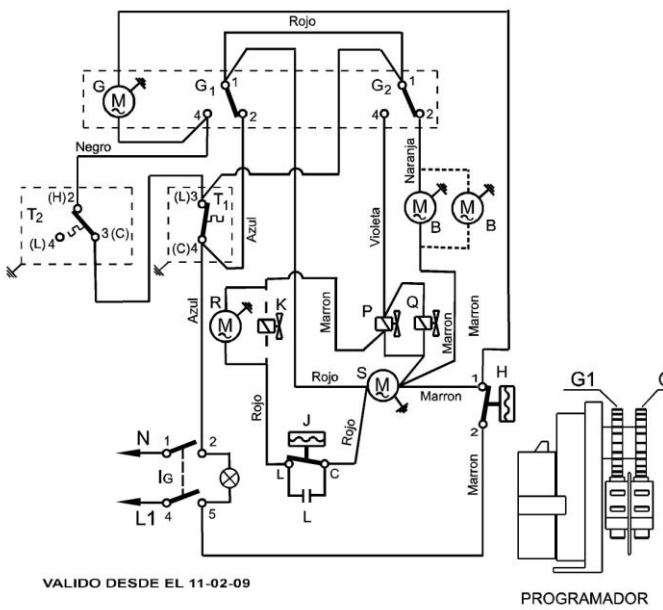 Rojo
G
G1
1
2
4
G2
1
4
2
Negro
Naranja
(H)2
T2
(L)4
3(C)
(L)3
T1
(C)4
Azul
Violeta
B
B
Azul
R
K
Marron
P
Q
Marron
Marron
S
Rojo
Marron
1
H
2
G1
Rojo
J
Rojo
L
C
L
Marron
N
1
2
IG
L1
4
5
VALIDO DESDE EL 11-02-09
PROGRAMADOR